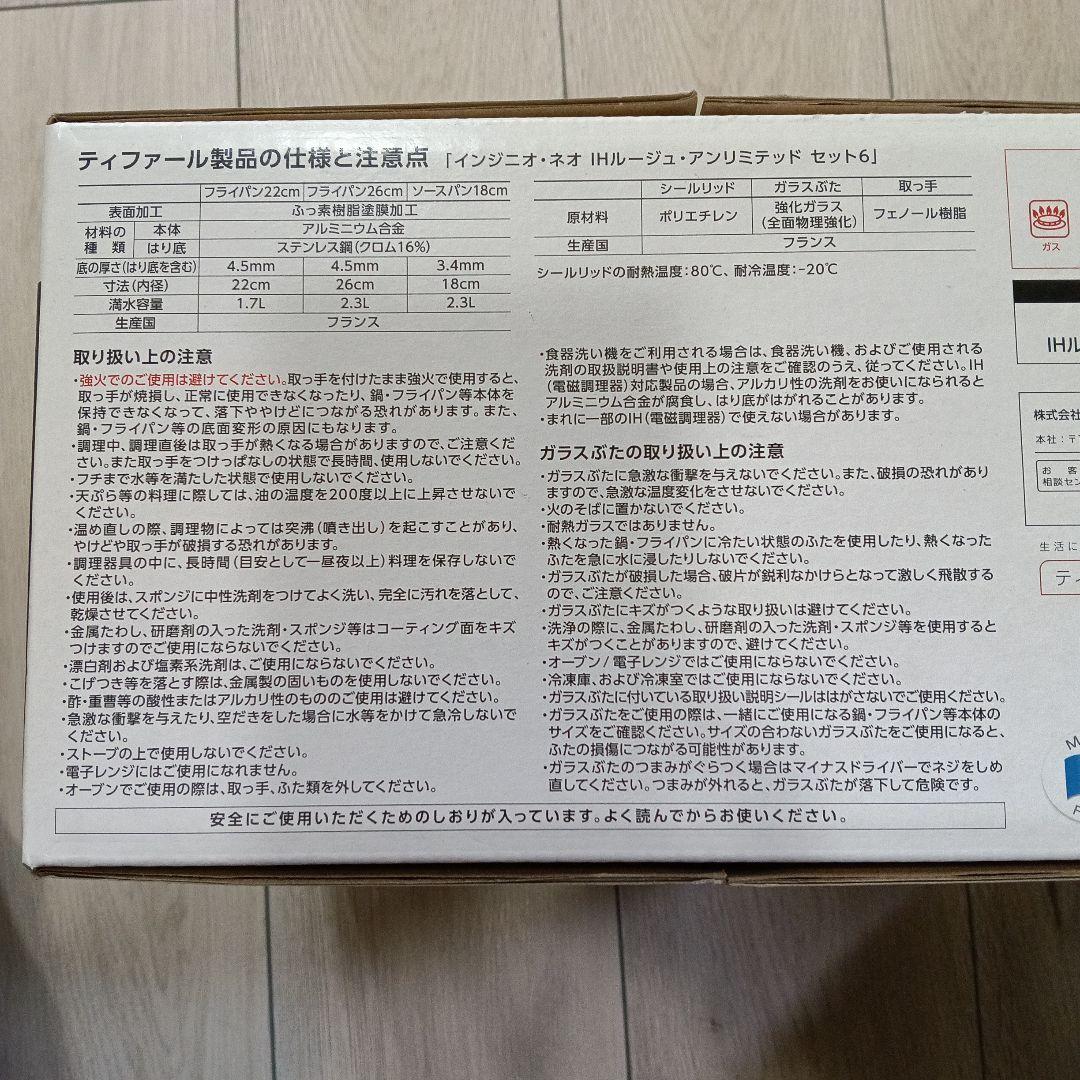 ティファール製品の仕様と注意点 「インジニオ・ネオ IHルージュ・アンリミテッド セット6」
フライパン22cm フライパン26cm ソースパン18cm
表面加工 ふっ素樹脂塗膜加工
材料の種類 本体 アルミニウム合金
はり底 ステンレス鋼(クロム16%)
底の厚さ(はり底を含む) 4.5mm 4.5mm 3.4mm
寸法(内径) 22cm 26cm 18cm
満水容量 1.7L 2.3L 2.3L
生産国 フランス
シールリッド ガラスぶた 取っ手
原材料 ポリエチレン 強化ガラス(全面物理強化) フェノール樹脂
生産国 フランス
シールリッドの耐熱温度:80℃、耐冷温度:-20℃
取り扱い上の注意
・強火でのご使用は避けてください。取っ手を付けたまま強火で使用すると、
取っ手が焼損し、正常に使用できなくなったり、鍋・フライパン等本体を
保持できなくなって、落下ややけどにつながる恐れがあります。また、
鍋・フライパン等の底面変形の原因にもなります。
・調理中、調理直後は取っ手が熱くなる場合がありますので、ご注意くだ
さい。また取っ手をつけっぱなしの状態で長時間、使用しないでください。
・フチまで水等を満たした状態で使用しないでください。
・天ぷら等の料理に際しては、油の温度を200度以上に上昇させないで
ください。
・温め直しの際、調理物によっては突沸(噴き出し)を起こすことがあり、
やけどや取っ手が破損する恐れがあります。
・調理器具の中に、長時間(目安として一昼夜以上)料理を保存しないで
ください。
・使用後は、スポンジに中性洗剤をつけてよく洗い、完全に汚れを落として、
乾燥させてください。
・金属たわし、研磨剤の入った洗剤・スポンジ等はコーティング面をキズ
つけますのでご使用にならないでください。
・漂白剤および塩素系洗剤は、ご使用にならないでください。
・こげつき等を落とす際は、金属製の固いものを使用しないでください。
・酢・重曹等の酸性またはアルカリ性のもののご使用は避けてください。
・急激な衝撃を与えたり、空だきをした場合に水等をかけて急冷しないで
ください。
・ストーブの上で使用しないでください。
・電子レンジにはご使用になれません。
・オーブンでご使用の際は、取っ手、ふた類を外してください。
・食器洗い機をご利用される場合は、食器洗い機、およびご使用される
洗剤の取扱説明書や使用上の注意をご確認のうえ、従ってください。IH
(電磁調理器)対応製品の場合、アルカリ性の洗剤をお使いになられると
アルミニウム合金が腐食し、はり底がはがれることがあります。
・まれに一部のIH(電磁調理器)で使えない場合があります。
ガラスぶたの取り扱い上の注意
・ガラスぶたに急激な衝撃を与えないでください。また、破損の恐れがあり
ますので、急激な温度変化をさせないでください。
・火のそばに置かないでください。
・耐熱ガラスではありません。
・熱くなった鍋・フライパンに冷たい状態のふたを使用したり、熱くなった
ふたを急に水に浸したりしないでください。
・ガラスぶたが破損した場合、破片が鋭利なかけらとなって激しく飛散する
ので、ご注意ください。
・ガラスぶたにキズがつくような取り扱いは避けてください。
・洗浄の際に、金属たわし、研磨剤の入った洗剤・スポンジ等を使用すると
キズがつくことがありますので、避けてください。
・オーブン/電子レンジではご使用にならないでください。
・冷凍庫、および冷凍室ではご使用にならないでください。
・ガラスぶたに付いている取り扱い説明シールははがさないでご使用ください。
・ガラスぶたをご使用の際は、一緒にご使用になる鍋・フライパン等本体の
サイズをご確認ください。サイズの合わないガラスぶたをご使用になると、
ふたの損傷につながる可能性があります。
・ガラスぶたのつまみがぐらつく場合はマイナスドライバーでネジをしめ
直してください。つまみが外れると、ガラスぶたが落下して危険です。
安全にご使用いただくためのしおりが入っています。よく読んでからお使いください。
ガス
IHル
株式会社
本社:〒
お客
相談セン
生活に
ティ